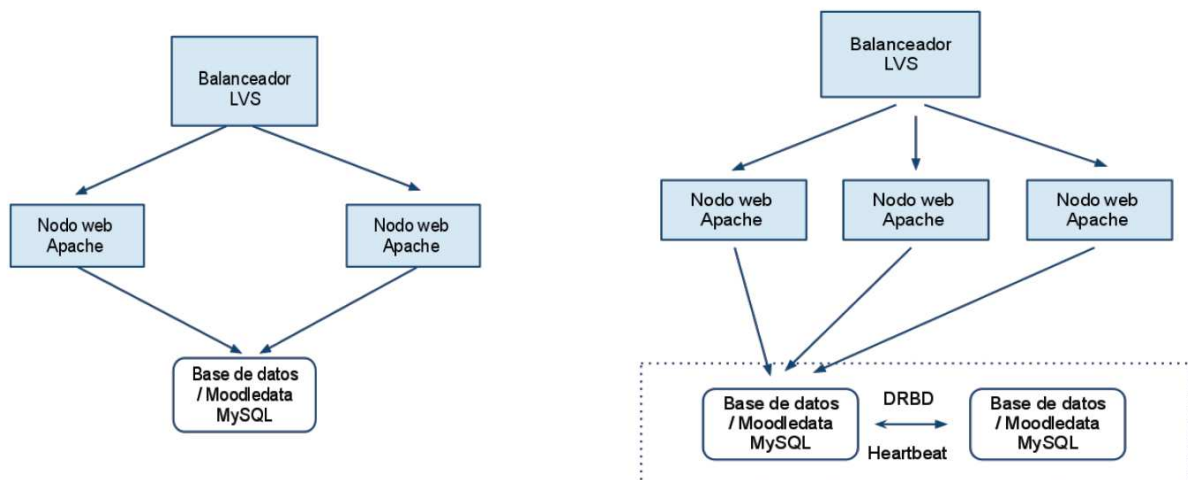 Balanceador
LVS
Nodo web
Apache
Nodo web
Apache
Base de datos
/ Moodledata
MySQL
Balanceador
LVS
Nodo web
Apache
Nodo web
Apache
Nodo web
Apache
Base de datos
/ Moodledata
MySQL
DRBD
Heartbeat
Base de datos
/ Moodledata
MySQL